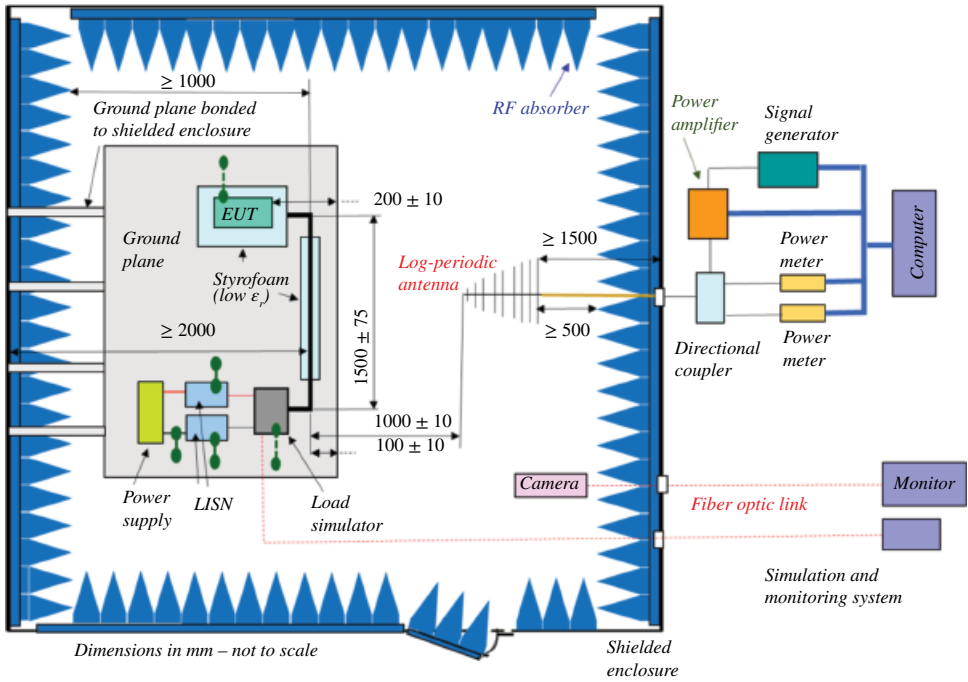 ≥ 1000
Ground plane bonded
to shielded enclosure
RF absorber
Power
amplifier
Signal
generator
EUT
200 ± 10
Ground
plane
Styrofoam
(low εr)
≥ 2000
1500 ± 75
Log-periodic
antenna
≥ 1500
≥ 500
Power
meter
Computer
Directional
coupler
Power
meter
1000 ± 10
100 ± 10
Power
supply
LISN
Load
simulator
Camera
Fiber optic link
Monitor
Simulation and
monitoring system
Dimensions in mm – not to scale
Shielded
enclosure